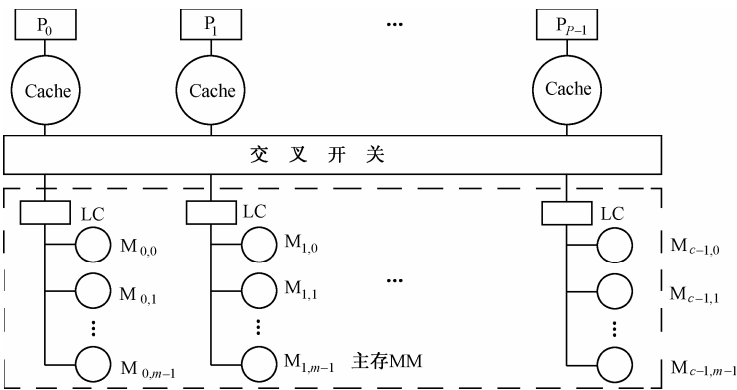 P0 P1 ... PP−1
Cache Cache Cache
交叉开关
LC LC LC
M0,0 M1,0 Mc−1,0
M0,1 M1,1 ... Mc−1,1
M0,m−1 M1,m−1 主存MM Mc−1,m−1